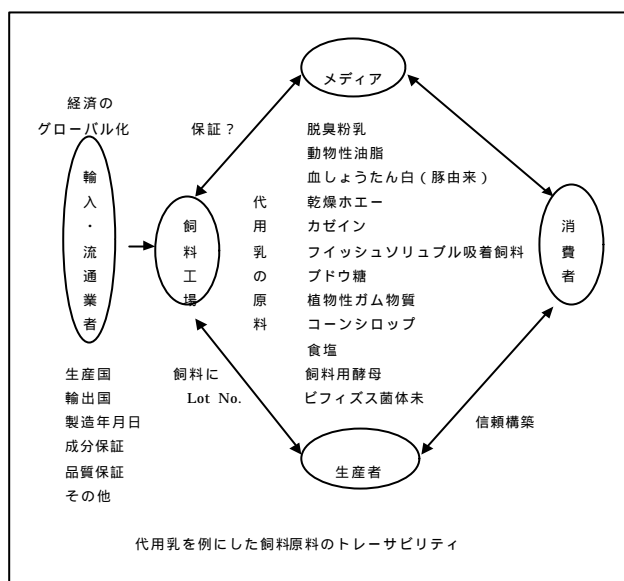 メディア
経済の
グローバル化
保証？
輸入・流通業者
飼料工場
代用乳の原料
脱臭粉乳
動物性油脂
血しょうたん白（豚由来）
乾燥ホエー
カゼイン
フイッシュソリュブル吸着飼料
ブドウ糖
植物性ガム物質
コーンシロップ
食塩
飼料用酵母
ビフィズス菌体末
消費者
生産国
輸出国
製造年月日
成分保証
品質保証
その他
飼料に
Lot No.
信頼構築
生産者
代用乳を例にした飼料原料のトレーサビリティ